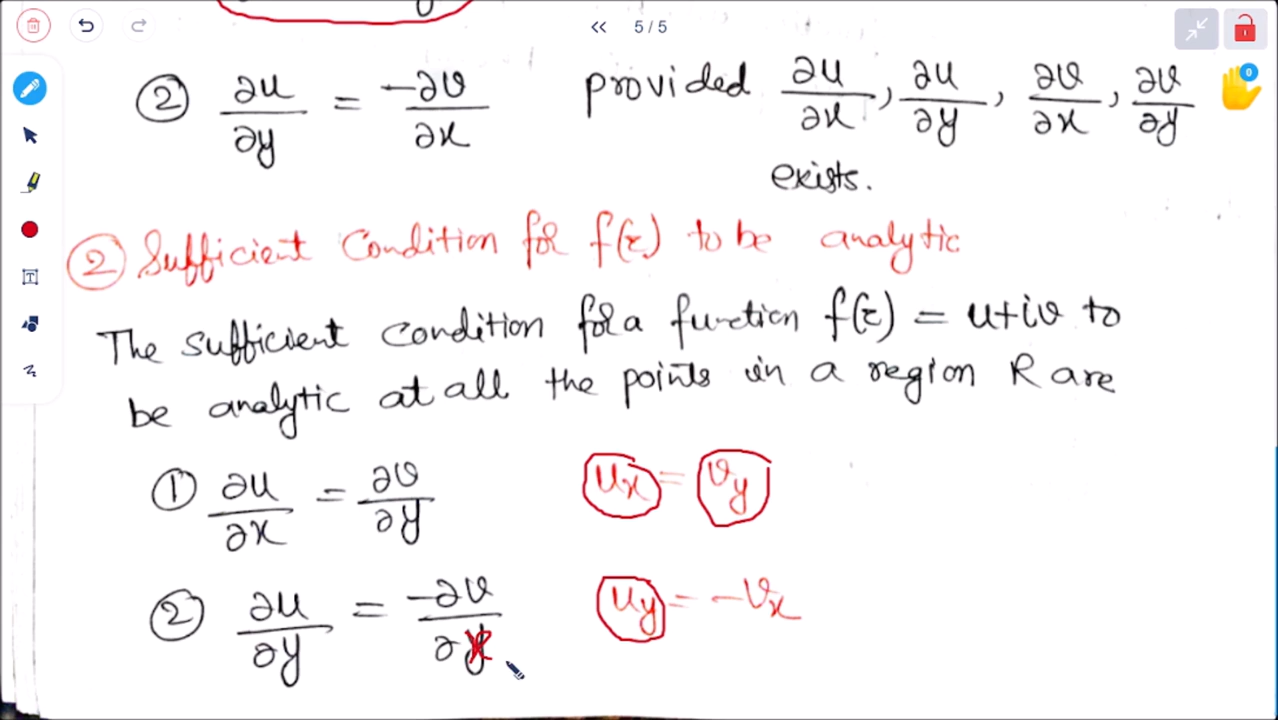 5/5
0
② ∂u/∂y = -∂v/∂x provided ∂u/∂x, ∂u/∂y, ∂v/∂x, ∂v/∂y
exists.
② Sufficient Condition for f(z) to be analytic
The sufficient condition for a function f(z) = u+iv to
be analytic at all the points in a region R are
① ∂u/∂x = ∂v/∂y ux = vy
② ∂u/∂y = -∂v/∂x uy = -vx